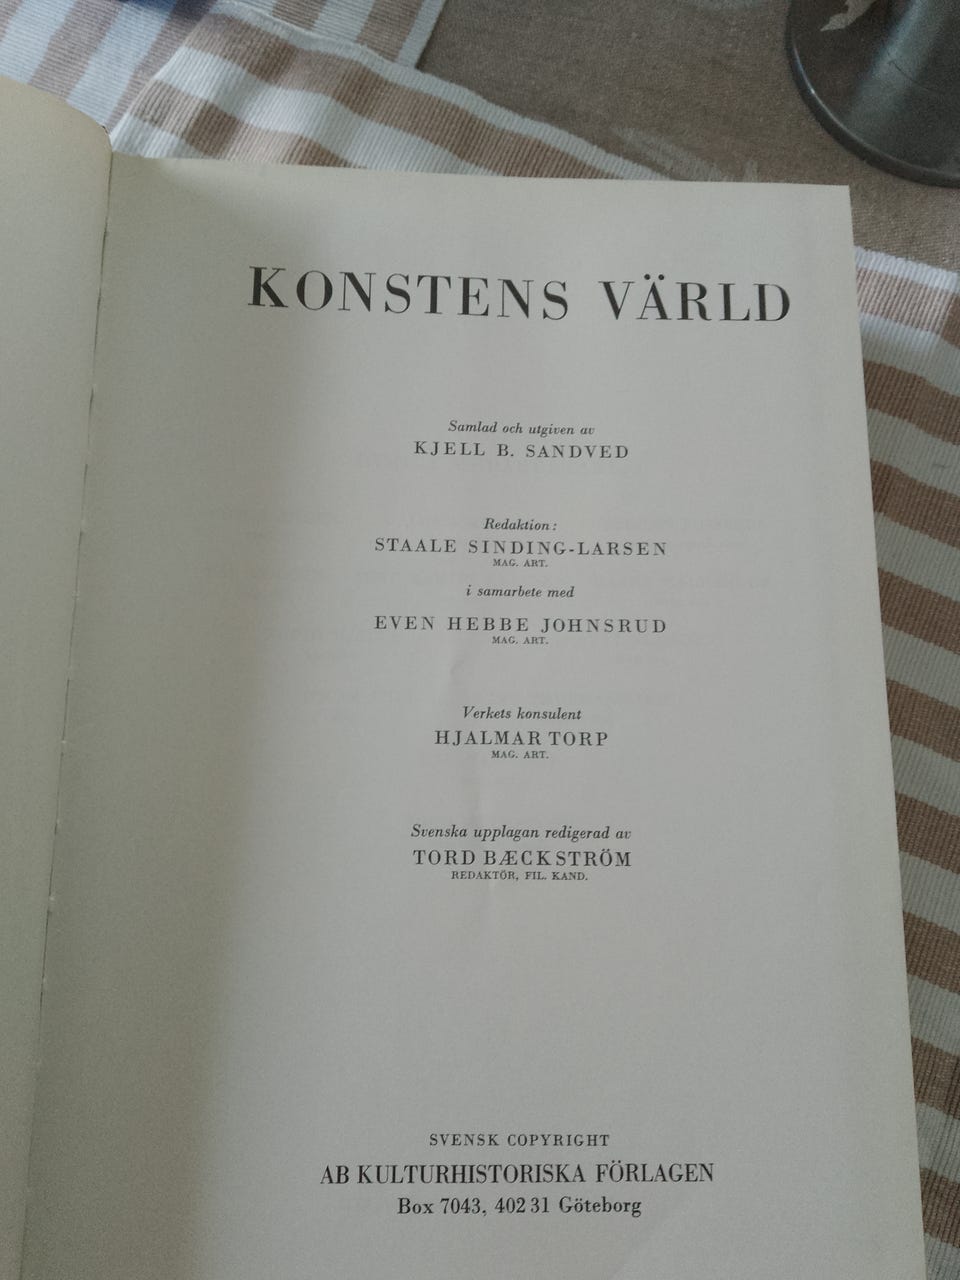 KONSTENS VÄRLD
Samlad och utgiven av
KJELL B. SANDVED
Redaktion:
STAALE SINDING-LARSEN
MAG. ART.
i samarbete med
EVEN HEBBE JOHNSRUD
MAG. ART.
Verkets konsulent
HJALMAR TORP
MAG. ART.
Svenska upplagan redigerad av
TORD BÆCKSTRÖM
REDAKTÖR, FIL. KAND.
SVENSK COPYRIGHT
AB KULTURHISTORISKA FÖRLAGEN
Box 7043, 402 31 Göteborg